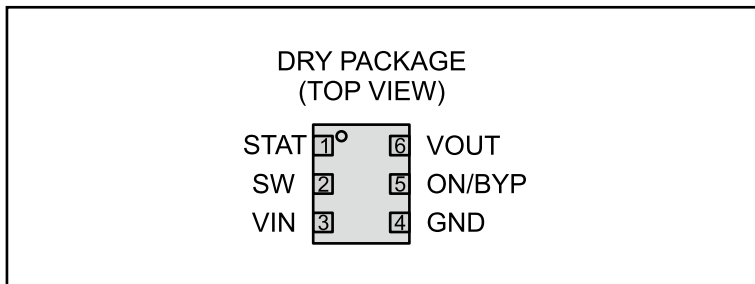 DRY PACKAGE
(TOP VIEW)
STAT 1 6 VOUT
SW 2 5 ON/BYP
VIN 3 4 GND